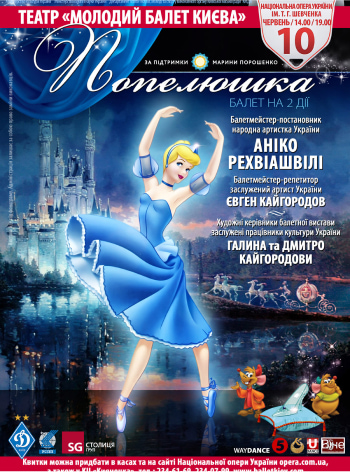 ТЕАТР «МОЛОДИЙ БАЛЕТ КИЄВА»
НАЦІОНАЛЬНА ОПЕРА УКРАЇНИ
ІМ. Т. Г. ШЕВЧЕНКА
ЧЕРВЕНЬ / 14.00 / 19.00
10
ЗА ПІДТРИМКИ МАРИНИ ПОРОШЕНКО
Попелюшка
БАЛЕТ НА 2 ДІЇ
Балетмейстер-постановник
народна артистка України
АНІКО
РЕХВІАШВІЛІ
Балетмейстер-репетитор
заслужений артист України
ЄВГЕН КАЙГОРОДОВ
Художні керівники балетної вистави
заслужені працівники культури України
ГАЛИНА та ДМИТРО
КАЙГОРОДОВИ
SG СТОЛИЦЯ
ГРУП
WAYDANCE
Квитки можна придбати в касах та на сайті Національної опери України opera.com.ua,